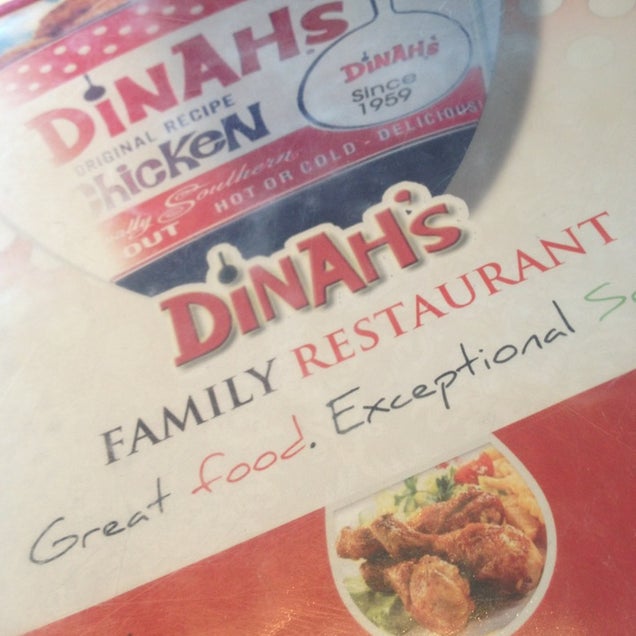 DiNAH's
ORIGINAL RECIPE
ChicKeN
Southern
OUT
HOT OR COLD - DELICIOUS!
DiNAH's
Since
1959
DiNAH's
FAMILY RESTAURANT
Great food. Exceptional